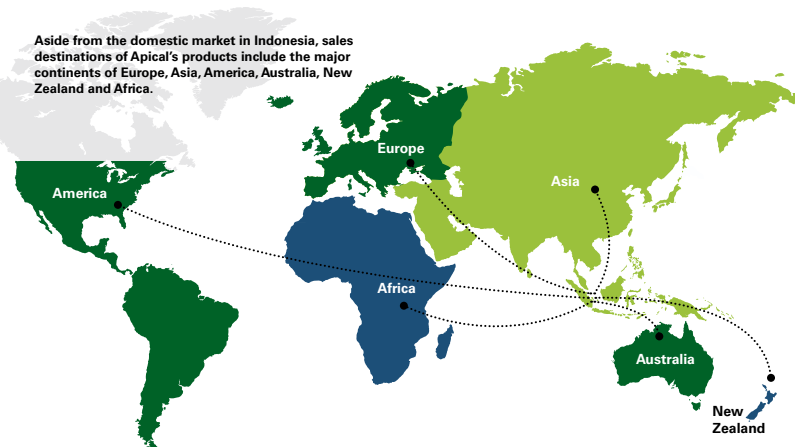 Aside from the domestic market in Indonesia, sales
destinations of Apical's products include the major
continents of Europe, Asia, America, Australia, New
Zealand and Africa.
Europe
Asia
America
Africa
Australia
New
Zealand